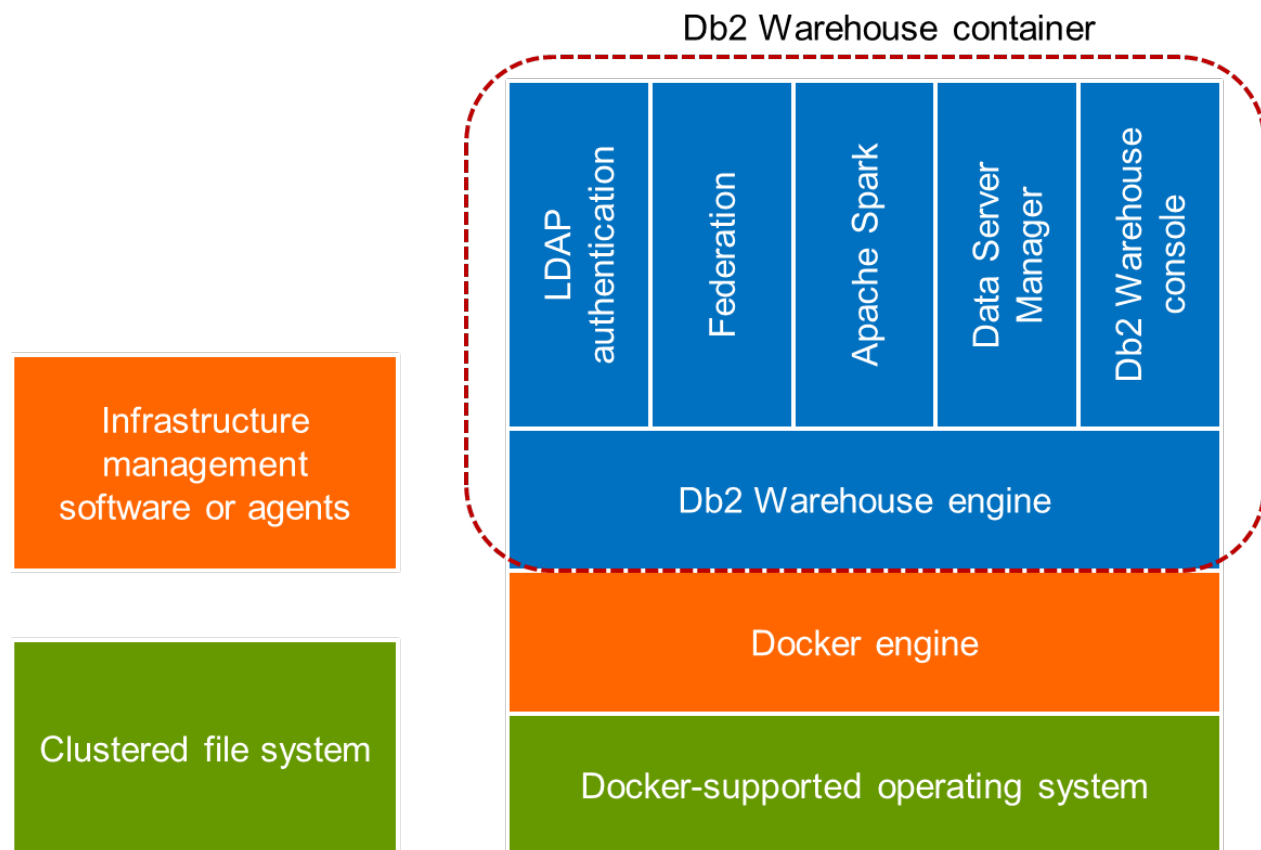 Db2 Warehouse container
LDAP
authentication
Federation
Apache Spark
Data Server
Manager
Db2 Warehouse
console
Infrastructure
management
software or agents
Db2 Warehouse engine
Docker engine
Clustered file system
Docker-supported operating system